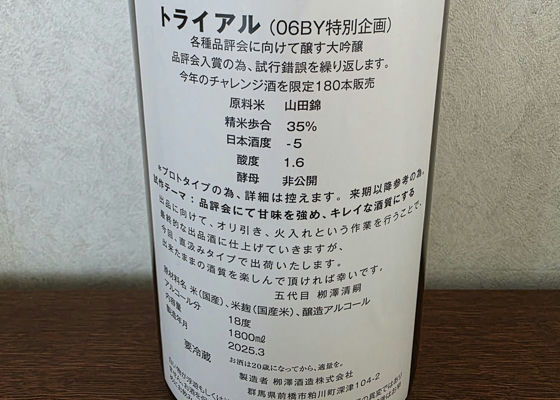 トライアル（06BY特別企画）
各種品評会に向けて醸す大吟醸
品評会入賞の為、試行錯誤を繰り返します。
今年のチャレンジ酒を限定180本販売
原料米 山田錦
精米歩合 35%
日本酒度 -5
酸度 1.6
酵母 非公開
＊プロトタイプの為、詳細は控えます。来期以降参考の為。
試作テーマ：品評会にて甘味を強め、キレイな酒質にする
出品に向けて、オリ引き、火入れという作業を行うことで、
最終的な出品酒に仕上げていきますが、
今回、直汲みタイプで出荷いたします。
出来たままの酒質を楽しんで頂ければ幸いです。
五代目 栁澤清嗣
原材料名 米（国産）、米麹（国産米）、醸造アルコール
アルコール分 18度
内容量 1800mℓ
製造年月 2025.3
要冷蔵 お酒は20歳になってから、適量を。
製造者 栁澤酒造株式会社
群馬県前橋市粕川町深津104-2